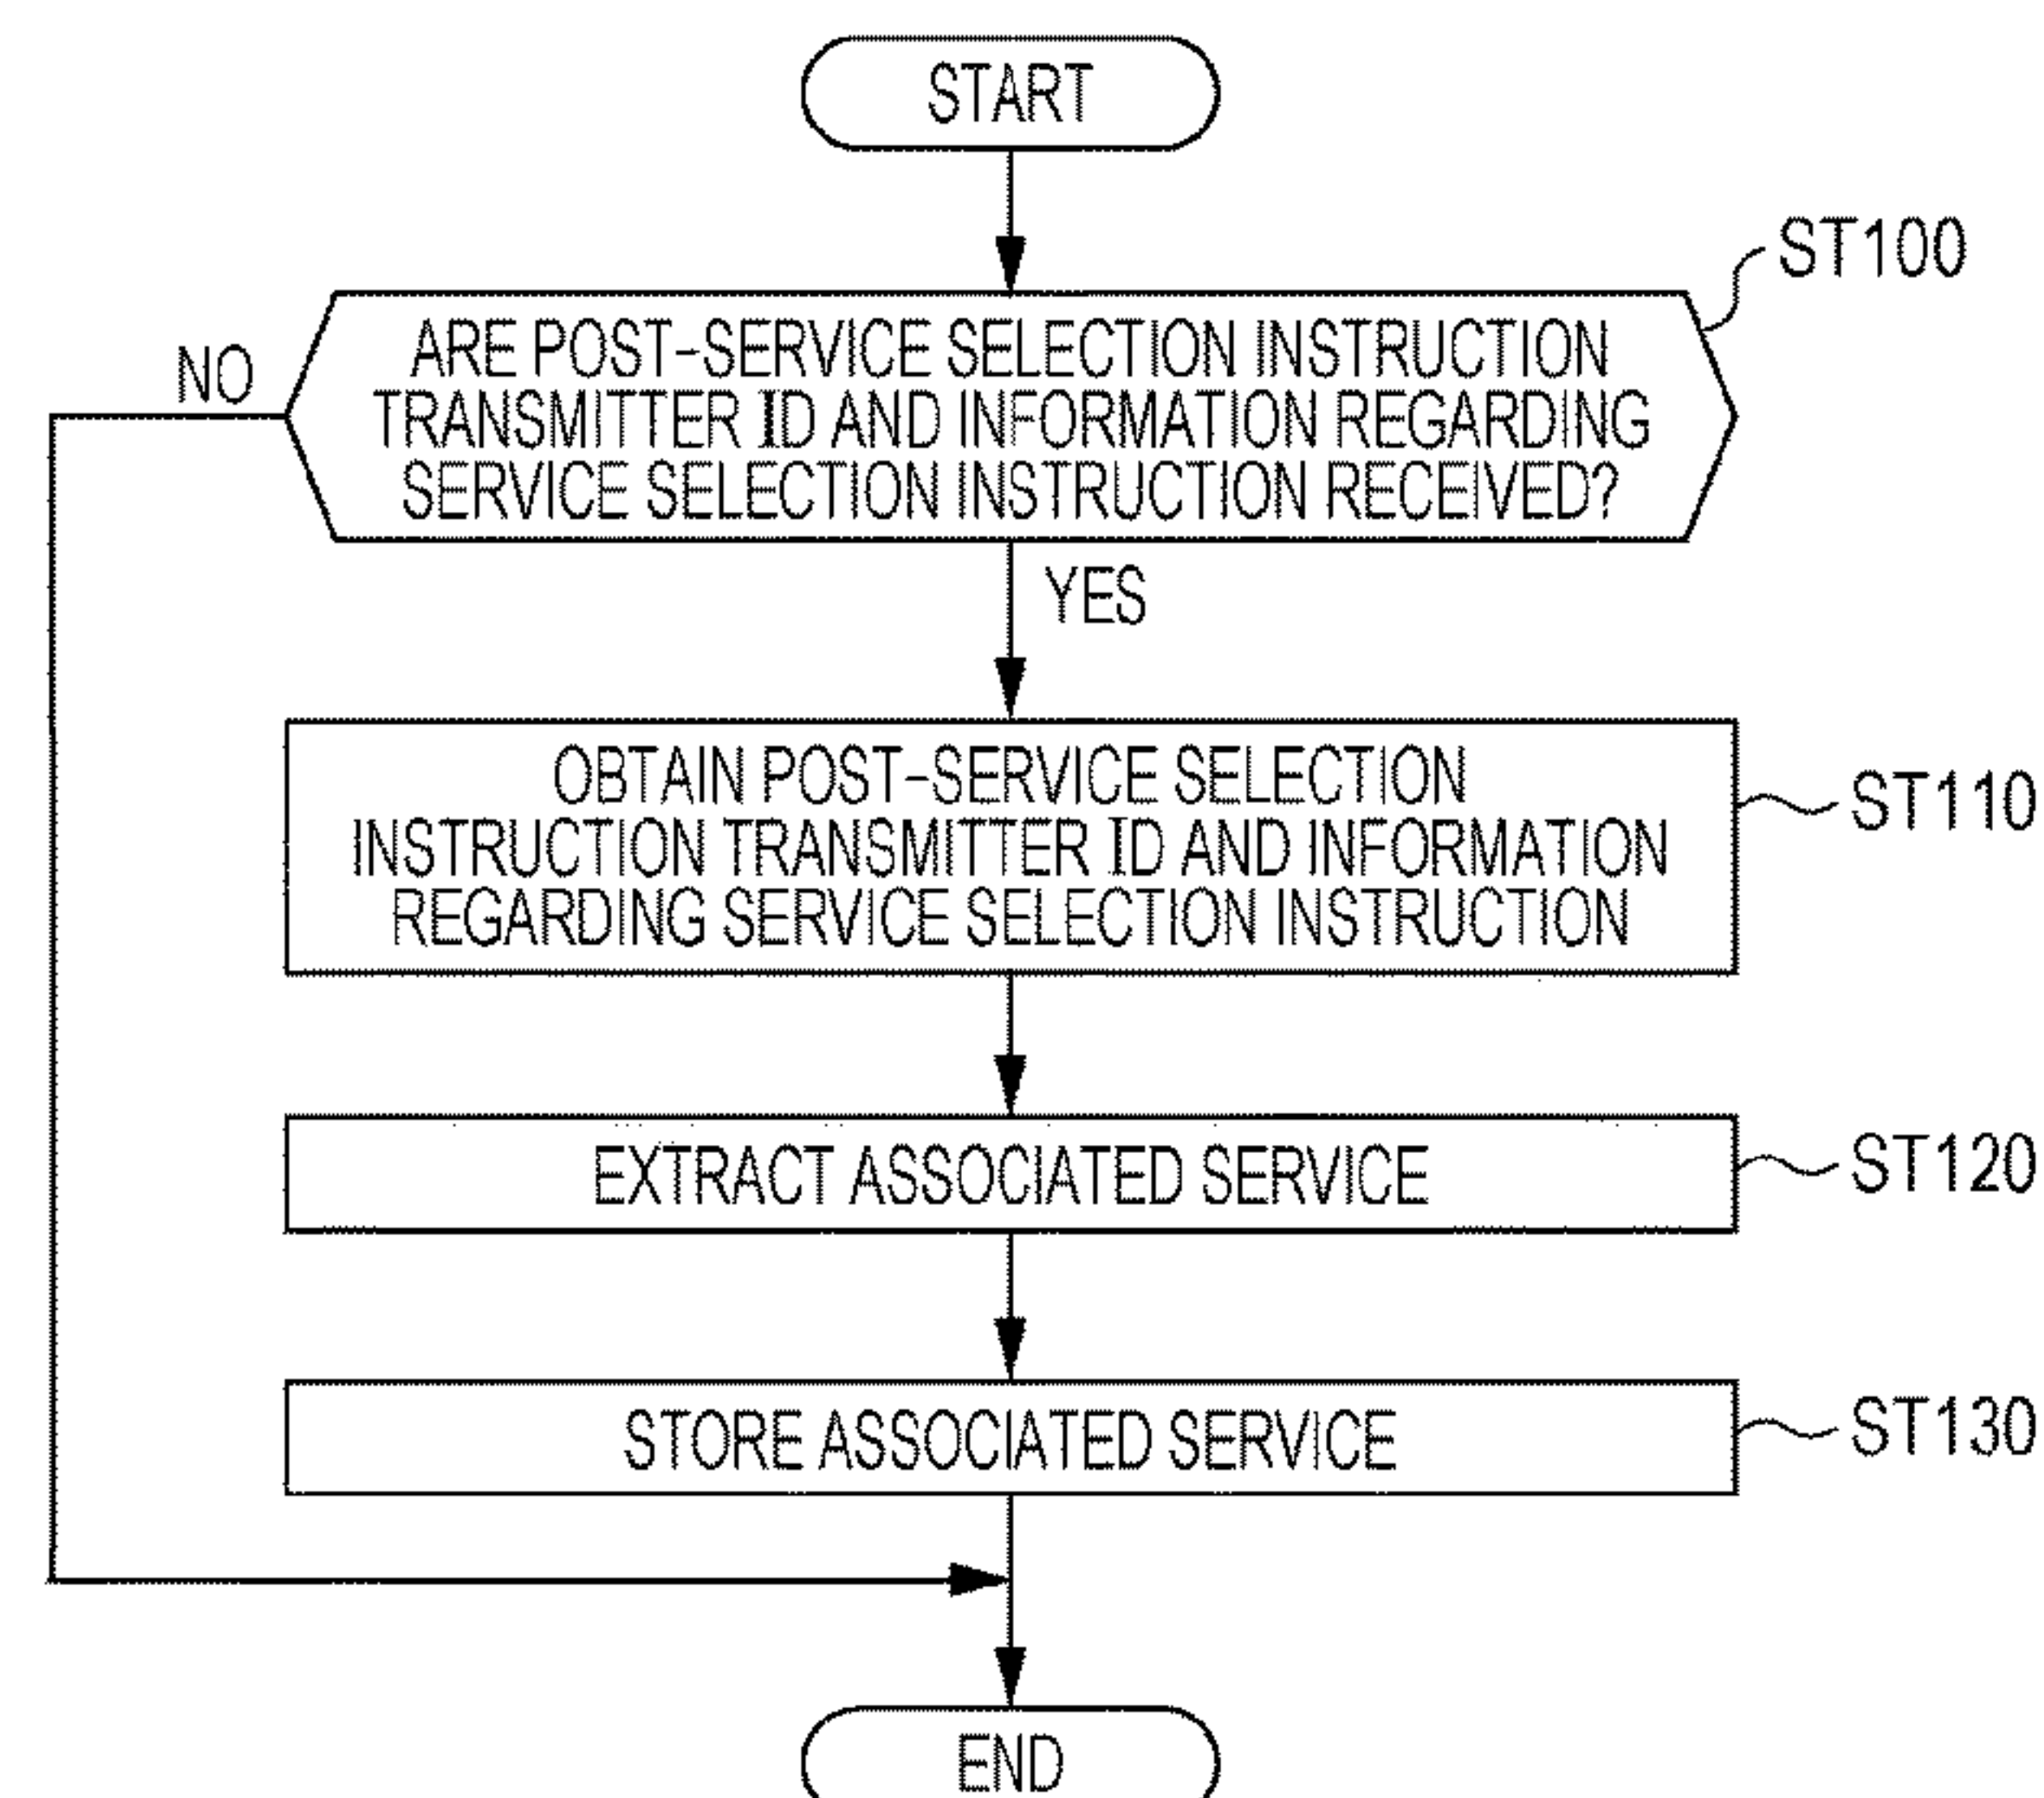 START
ST100
ARE POST-SERVICE SELECTION INSTRUCTION
TRANSMITTER ID AND INFORMATION REGARDING
SERVICE SELECTION INSTRUCTION RECEIVED?
NO
YES
OBTAIN POST-SERVICE SELECTION
INSTRUCTION TRANSMITTER ID AND INFORMATION
REGARDING SERVICE SELECTION INSTRUCTION
ST110
EXTRACT ASSOCIATED SERVICE
ST120
STORE ASSOCIATED SERVICE
ST130
END